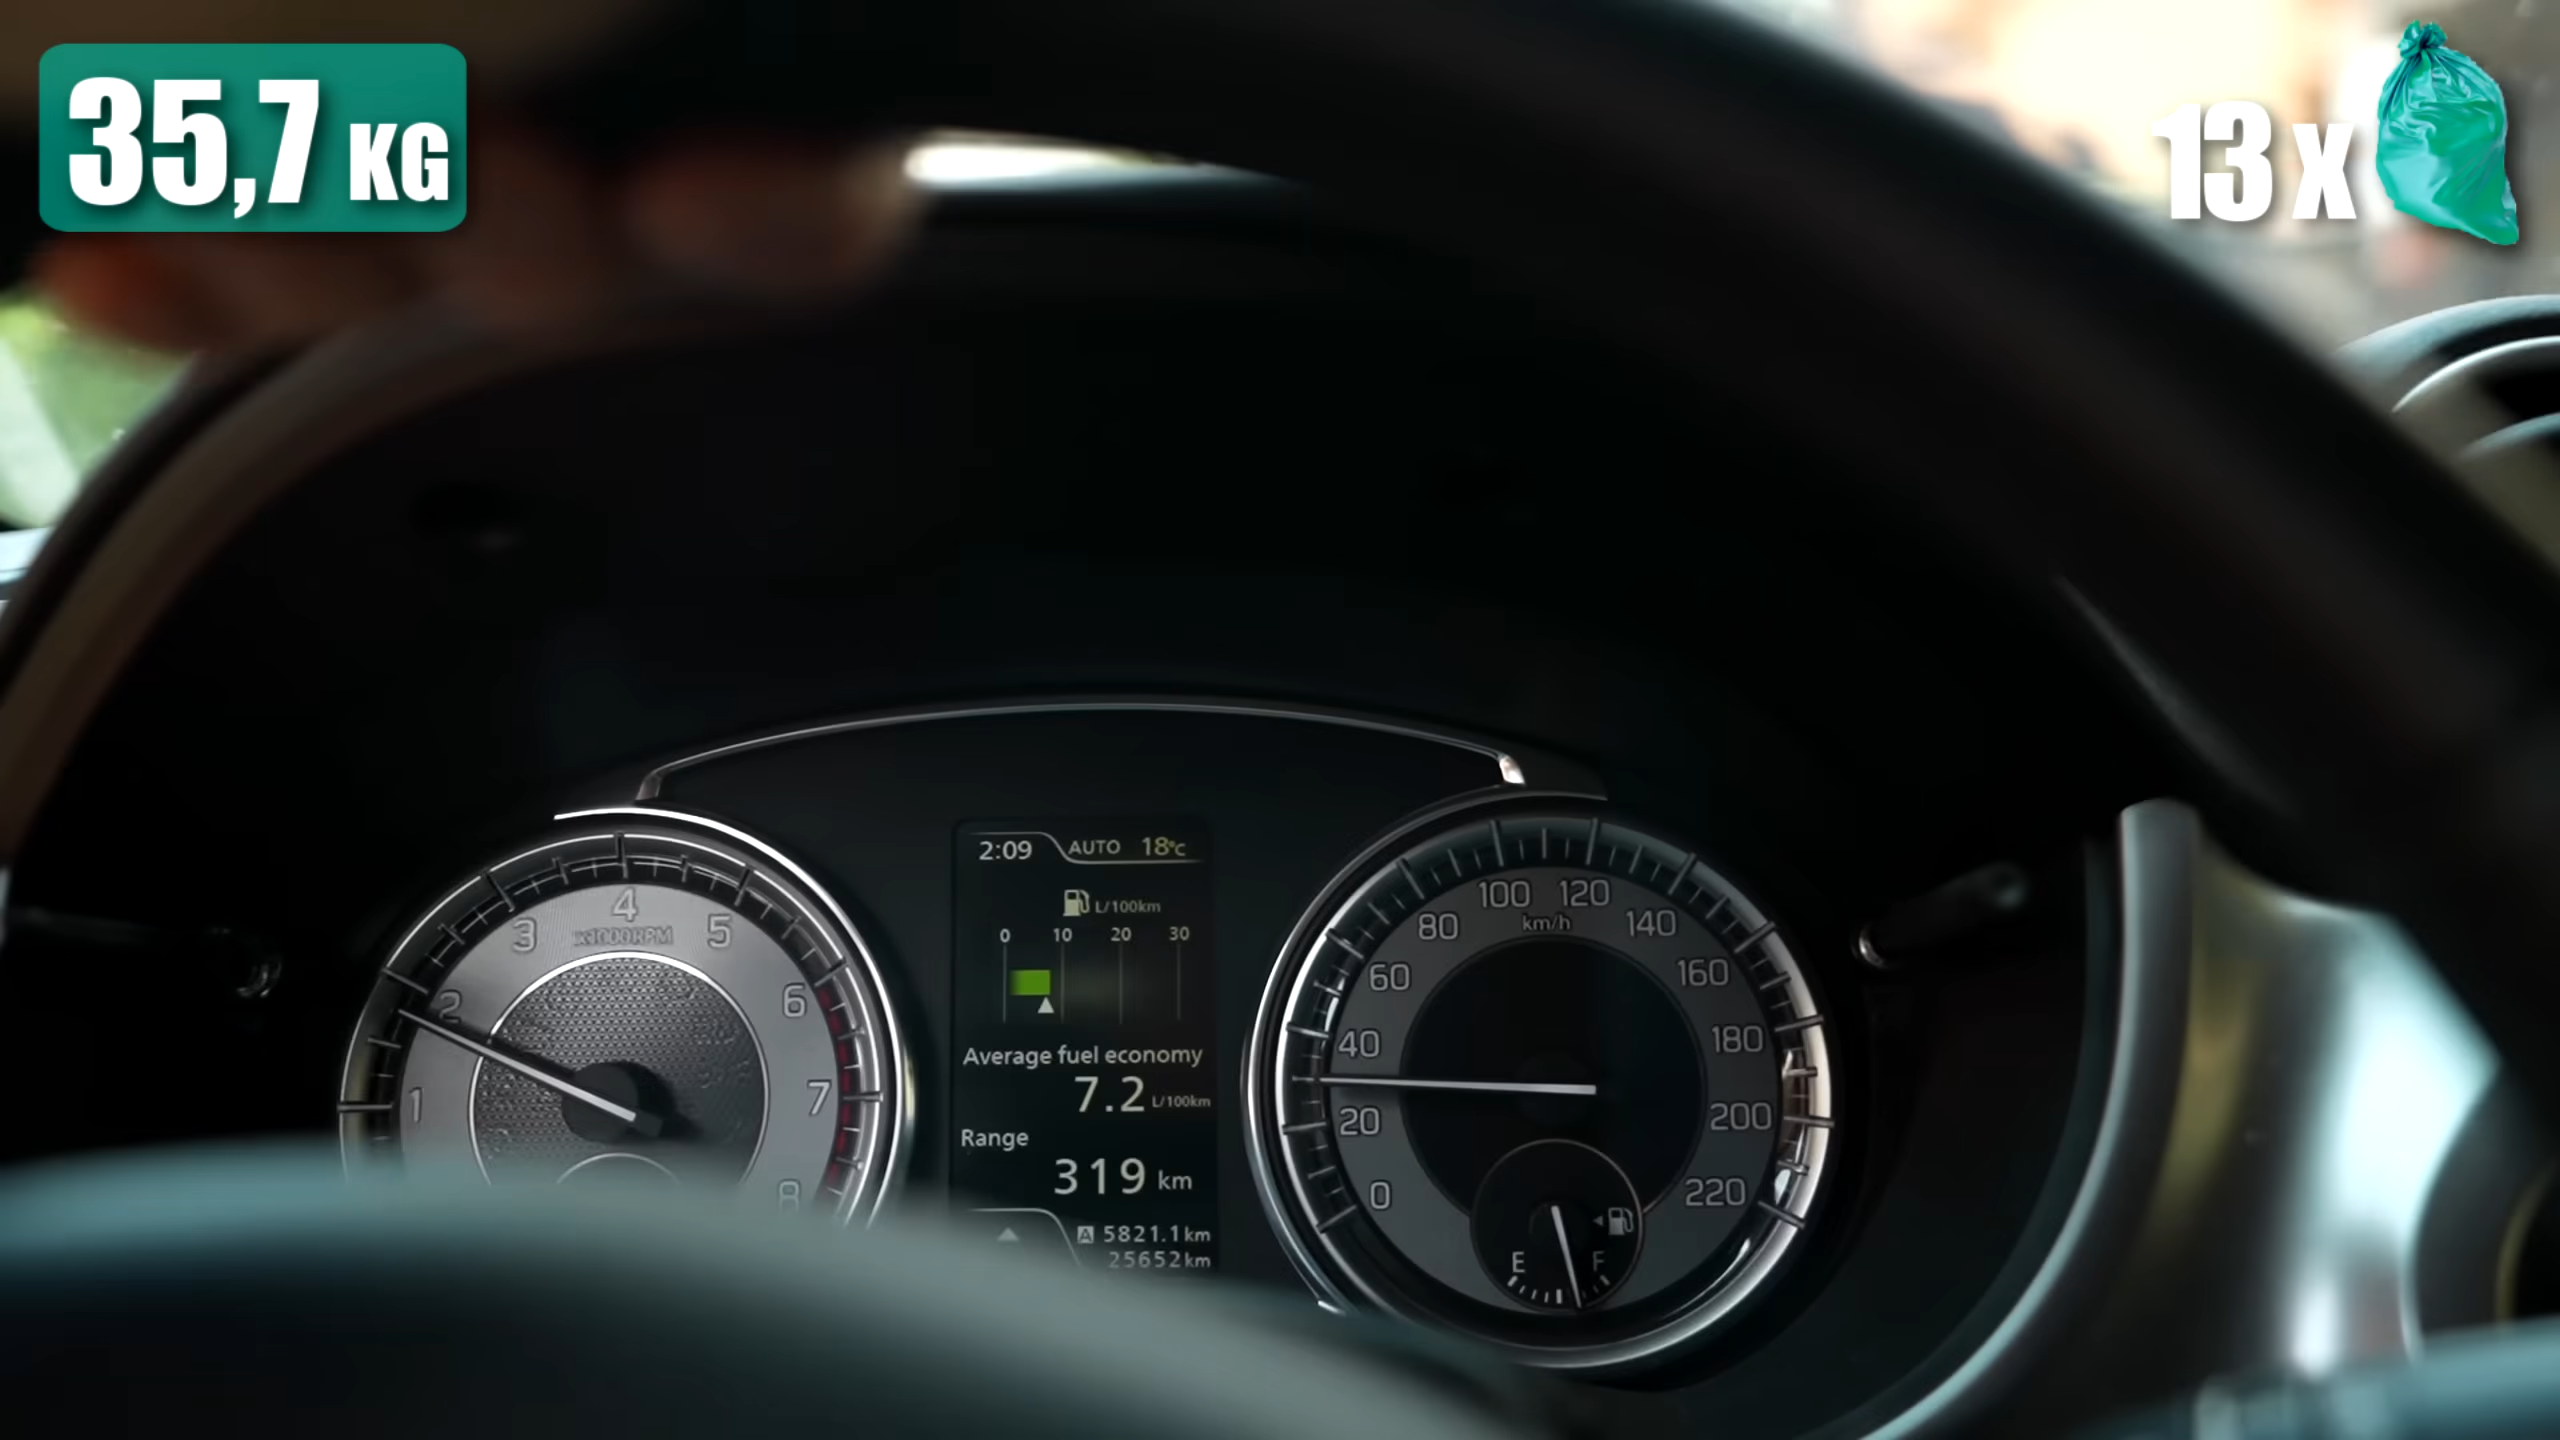 35,7 KG
13 x
2:09 AUTO 18°C
L/100km
0 10 20 30
Average fuel economy
7.2 L/100km
Range
319 km
A 5821.1 km
25652 km
1 2 3 4 5 6 7 8
x1000RPM
0 20 40 60 80 100 120 140 160 180 200 220
km/h
E F